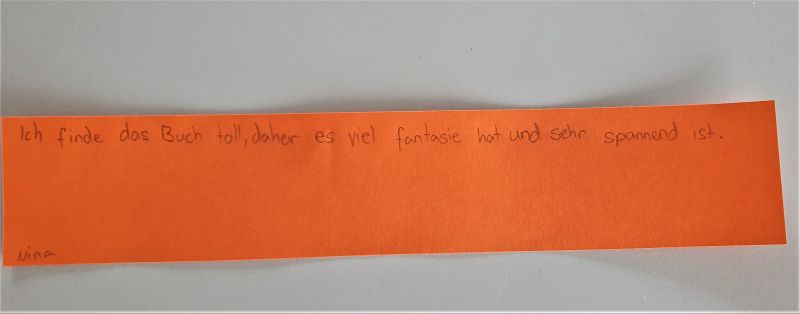 Ich finde das Buch toll, daher es viel fantasie hat und sehr spannend ist.
Nina